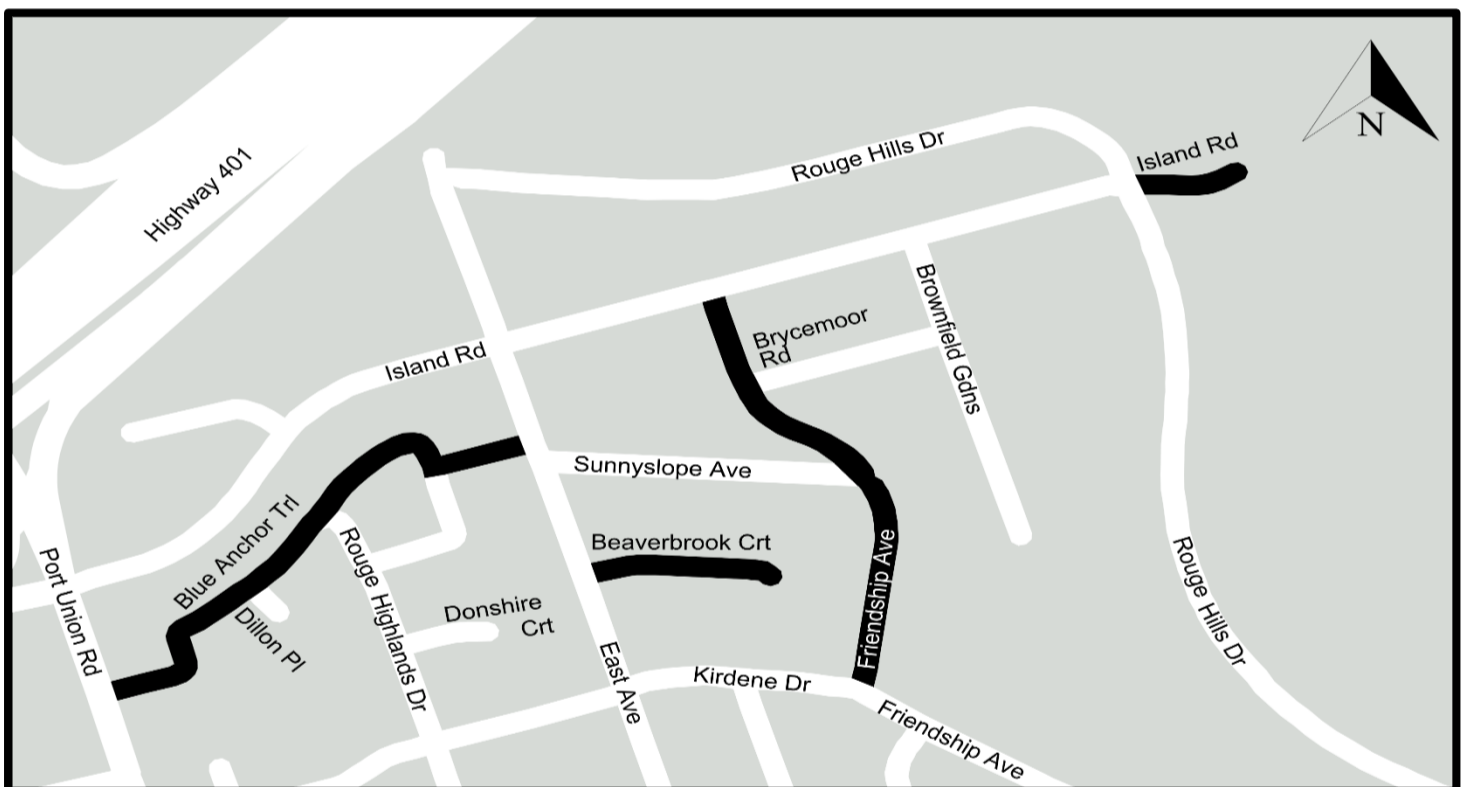 Highway 401
Rouge Hills Dr
Island Rd
N
Brycemoor
Rd
Brownfield Gdns
Island Rd
Sunnyslope Ave
Blue Anchor Trl
Port Union Rd
Rouge Highlands Dr
Beaverbrook Crt
Friendship Ave
Rouge Hills Dr
Dillon Pl
Donshire
Crt
East Ave
Kirdene Dr
Friendship Ave